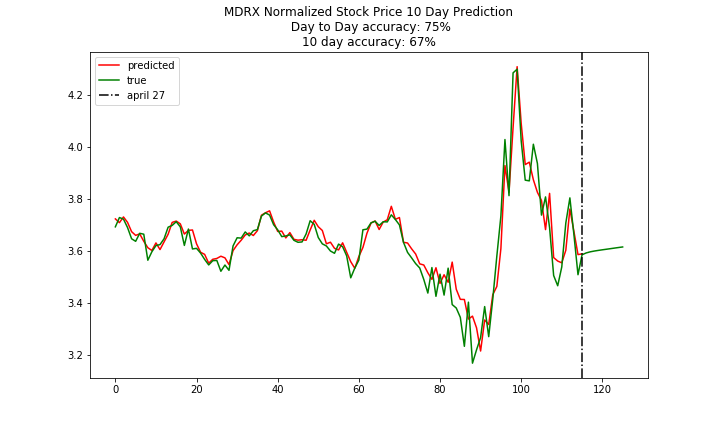 MDRX Normalized Stock Price 10 Day Prediction
Day to Day accuracy: 75%
10 day accuracy: 67%
predicted
true
april 27
4.2
4.0
3.8
3.6
3.4
3.2
0 20 40 60 80 100 120